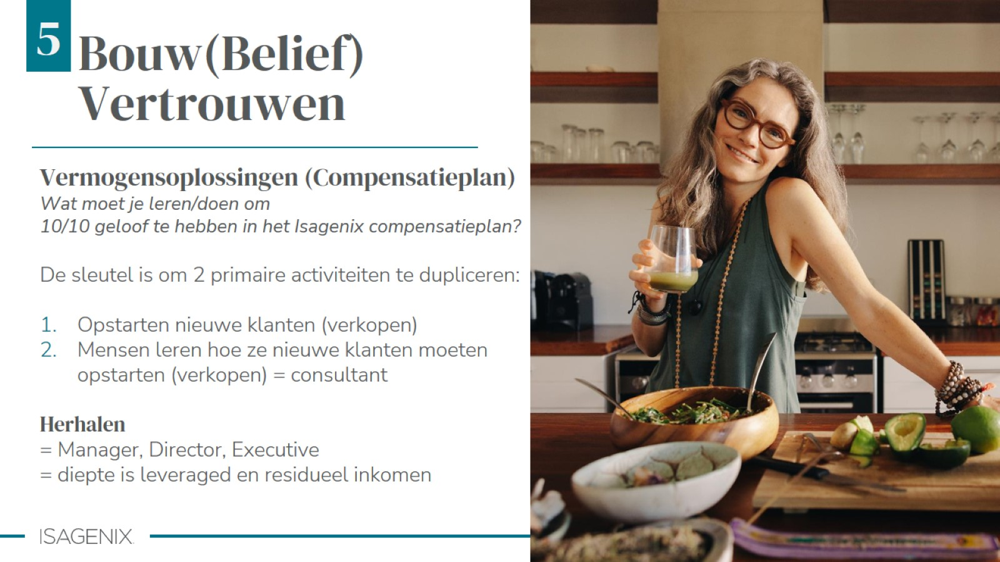 5
Bouw(Belief)
Vertrouwen
Vermogensoplossingen (Compensatieplan)
Wat moet je leren/doen om
10/10 geloof te hebben in het Isagenix compensatieplan?
De sleutel is om 2 primaire activiteiten te dupliceren:
1. Opstarten nieuwe klanten (verkopen)
2. Mensen leren hoe ze nieuwe klanten moeten
opstarten (verkopen) = consultant
Herhalen
= Manager, Director, Executive
= diepte is leveraged en residueel inkomen
ISAGENIX